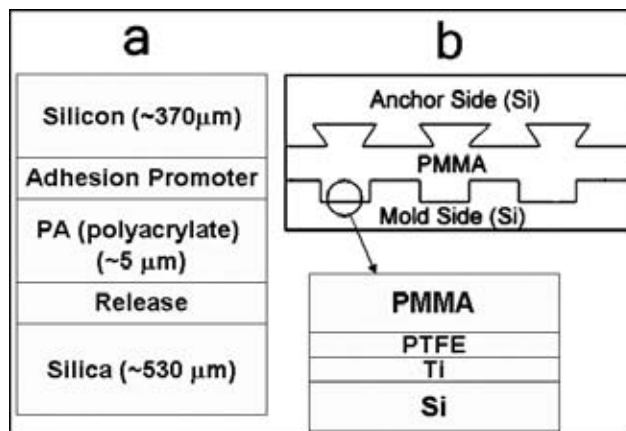 a
Silicon (~370μm)
Adhesion Promoter
PA (polyacrylate)
(~5 μm)
Release
Silica (~530 μm)
b
Anchor Side (Si)
PMMA
Mold Side (Si)
PMMA
PTFE
Ti
Si